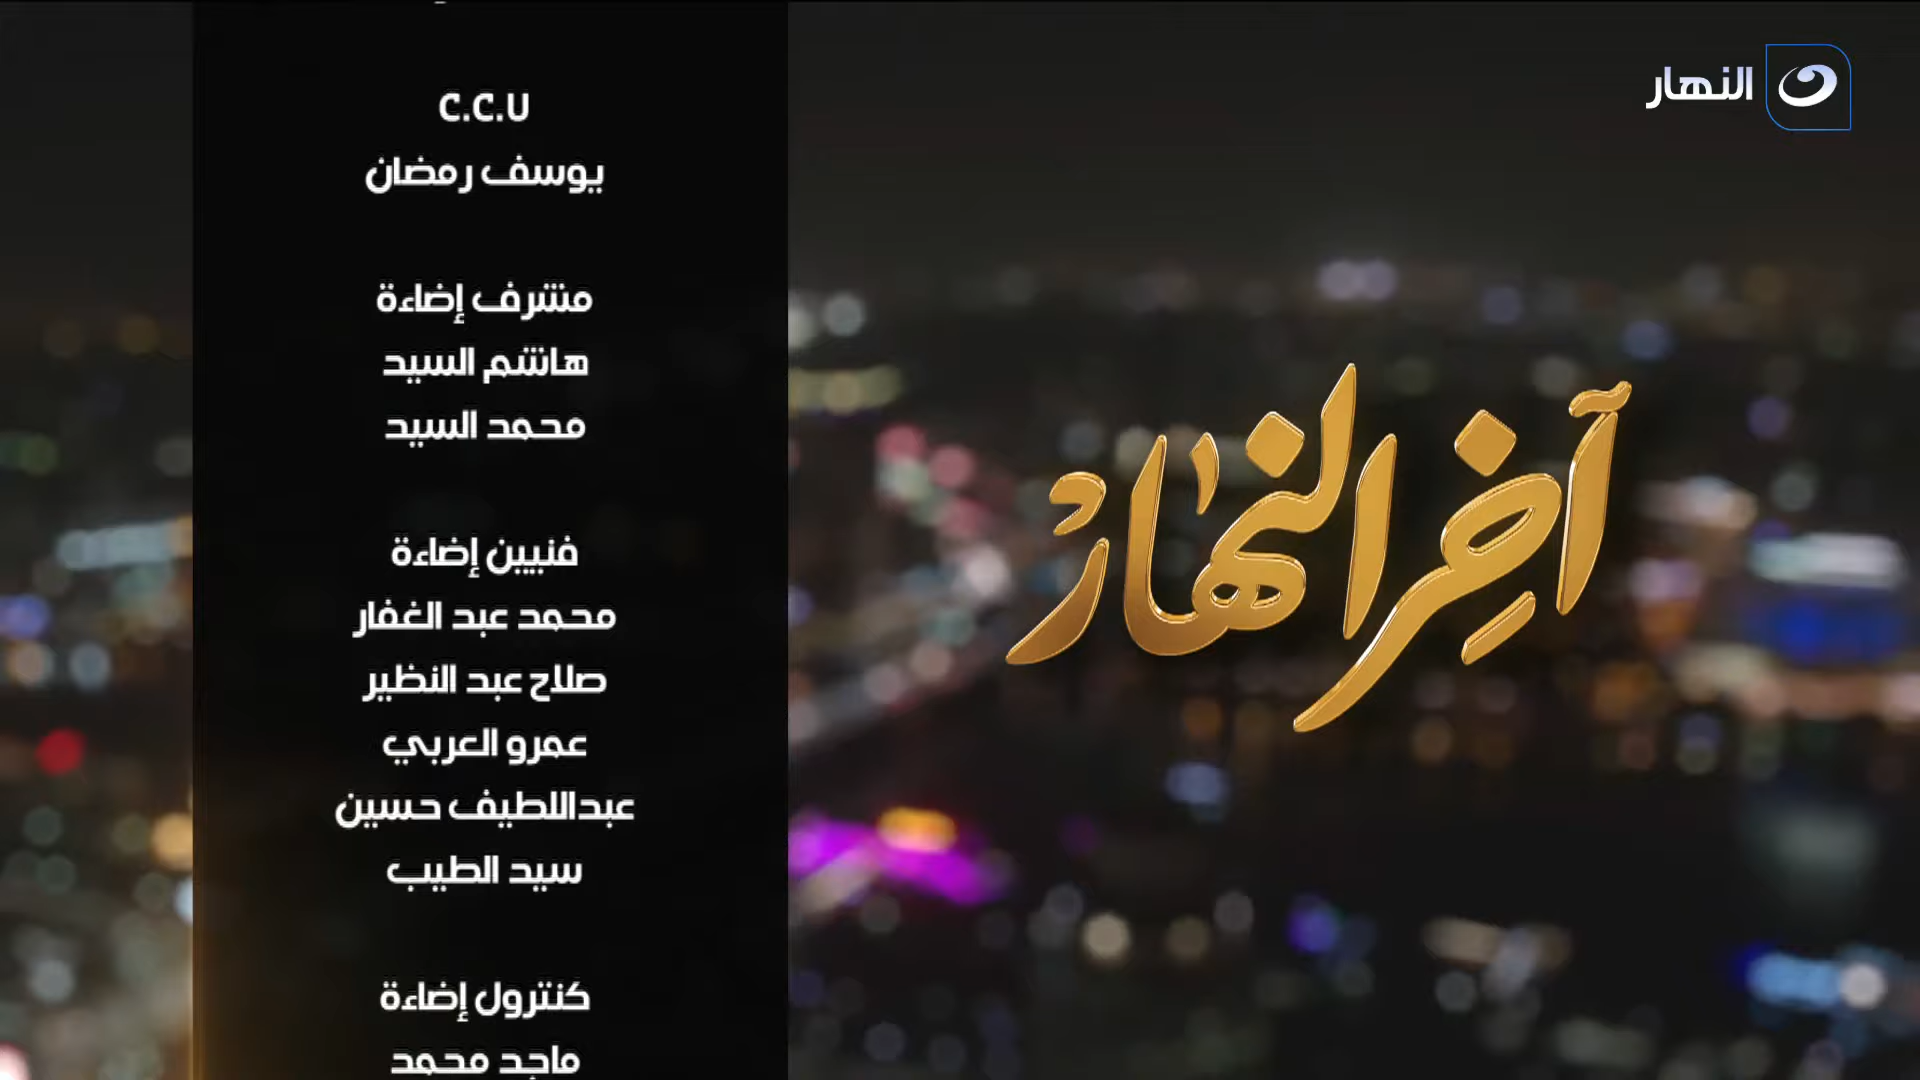 النهار
C.C.U
يوسف رمضان
مشرف إضاءة
هاشم السيد
محمد السيد
فنيين إضاءة
محمد عبد الغفار
صلاح عبد النظير
عمرو العربي
عبداللطيف حسين
سيد الطيب
كنترول إضاءة
ماجد محمد
آخِر النهار